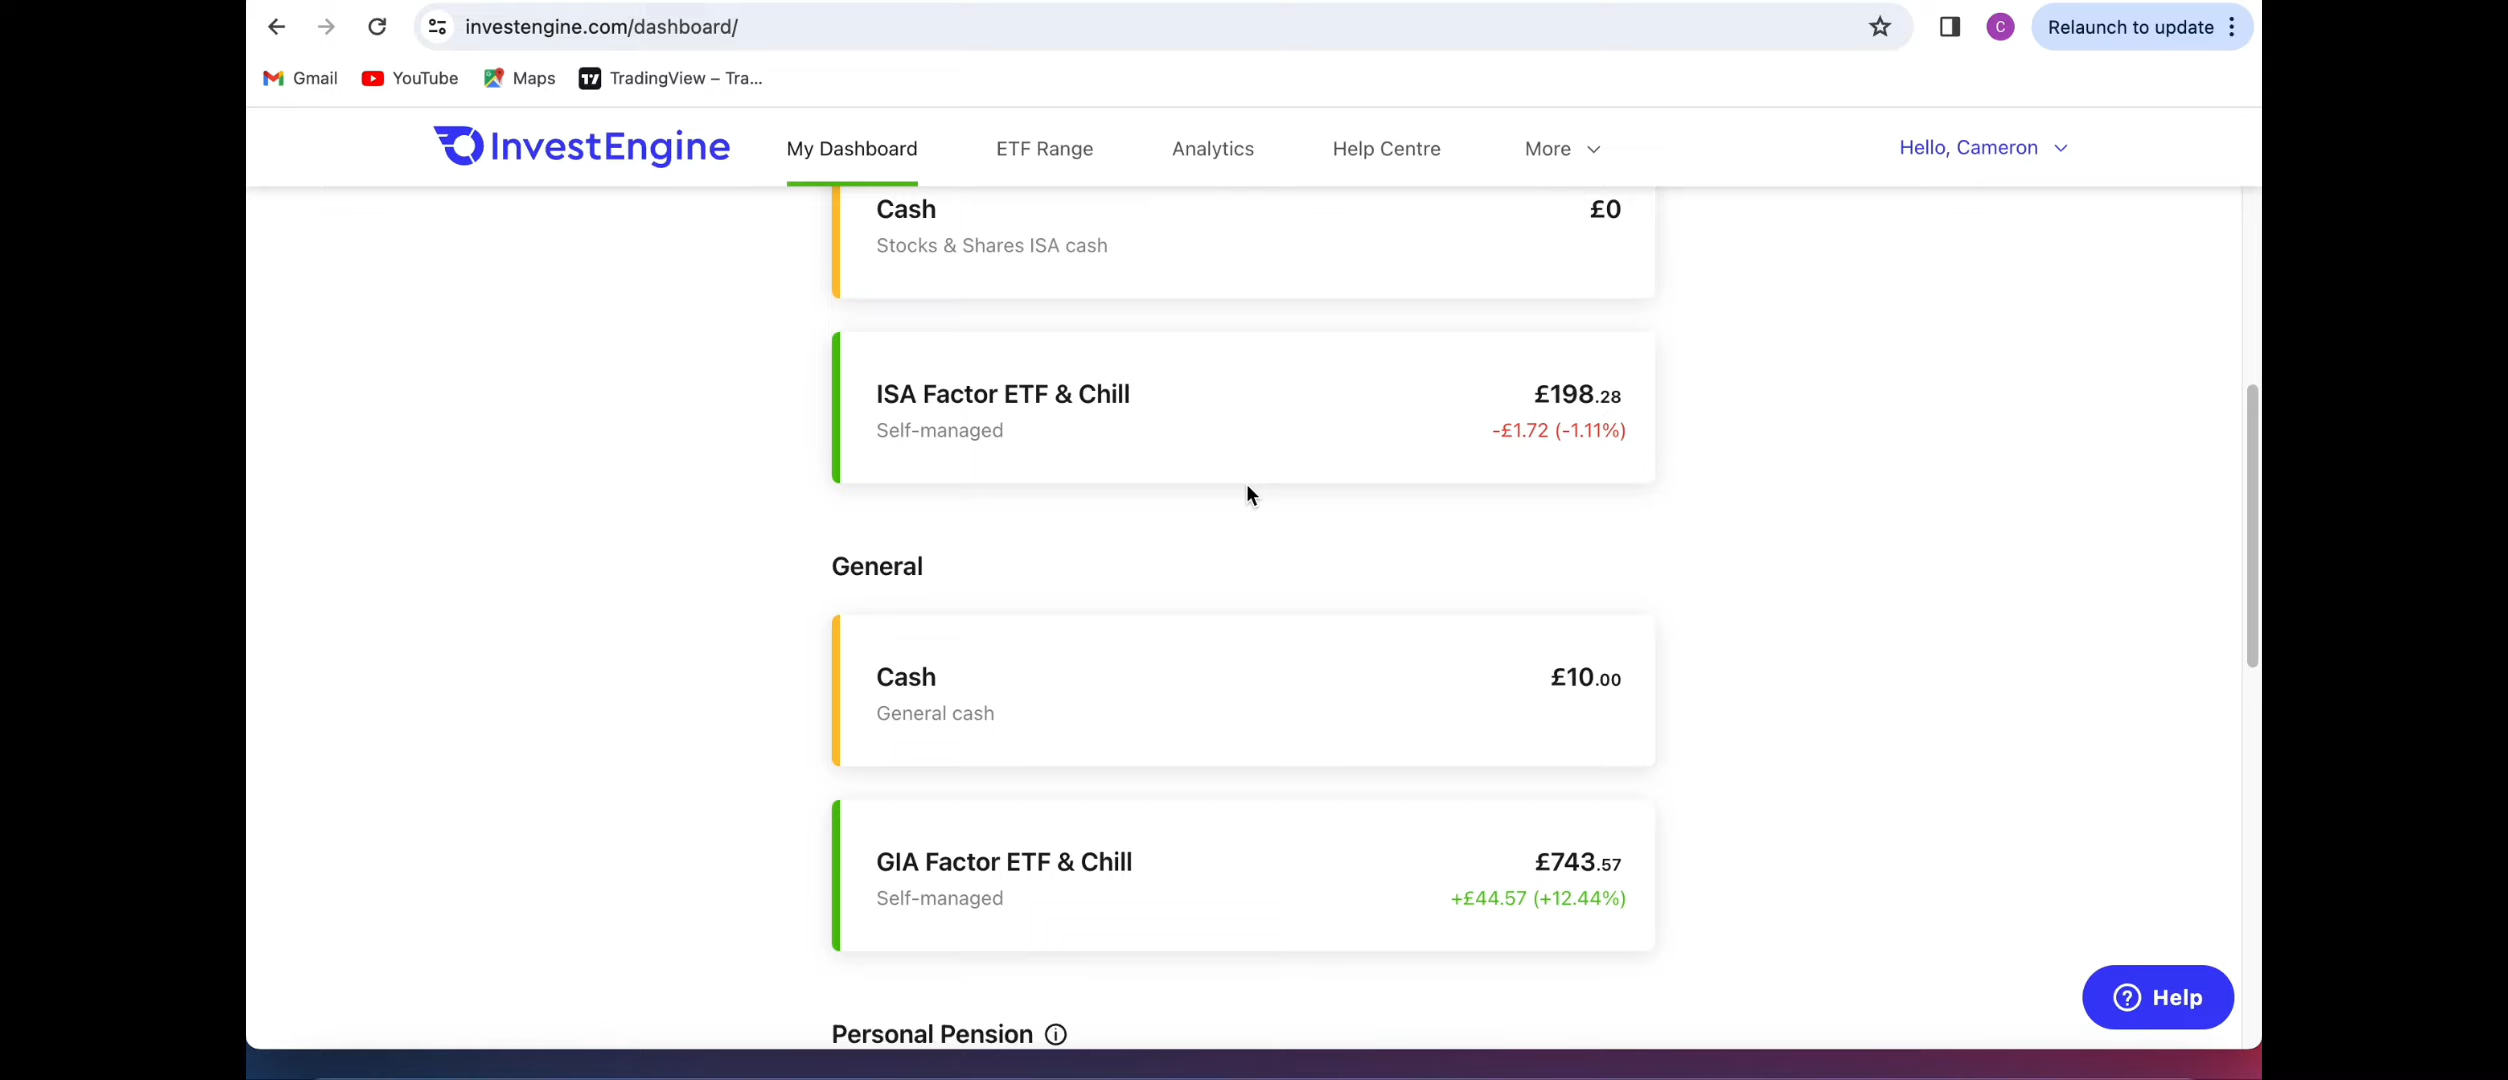 investengine.com/dashboard/
C
Relaunch to update
Gmail
YouTube
Maps
TradingView – Tra...
InvestEngine
My Dashboard
ETF Range
Analytics
Help Centre
More
Hello, Cameron
Cash
£0
Stocks & Shares ISA cash
ISA Factor ETF & Chill
£198.28
Self-managed
-£1.72 (-1.11%)
General
Cash
£10.00
General cash
GIA Factor ETF & Chill
£743.57
Self-managed
+£44.57 (+12.44%)
Personal Pension
Help